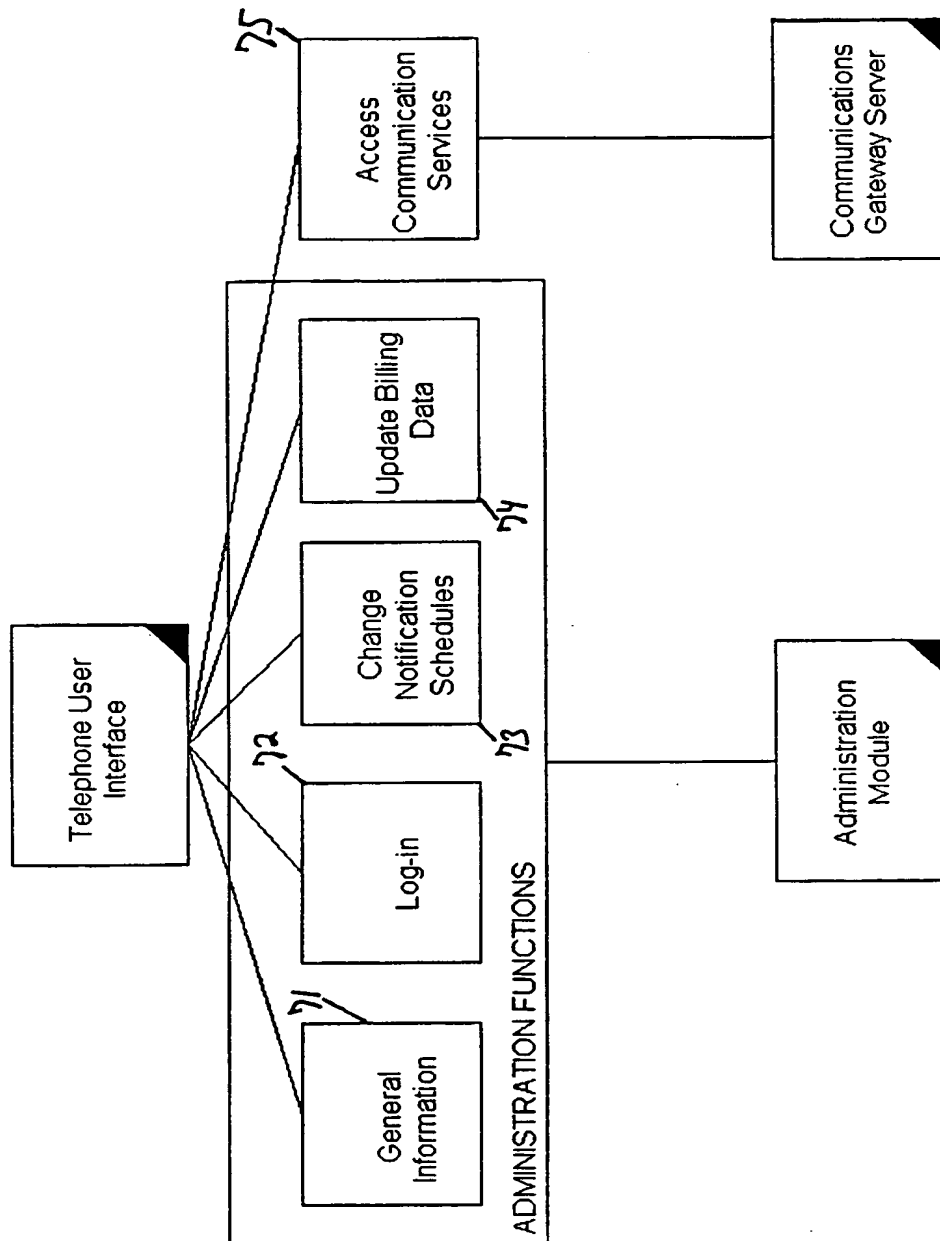 Telephone User
Interface
75
72
71
General
Information
Log-in
Change
Notification
Schedules
Update Billing
Data
Access
Communication
Services
73
74
ADMINISTRATION FUNCTIONS
Administration
Module
Communications
Gateway Server